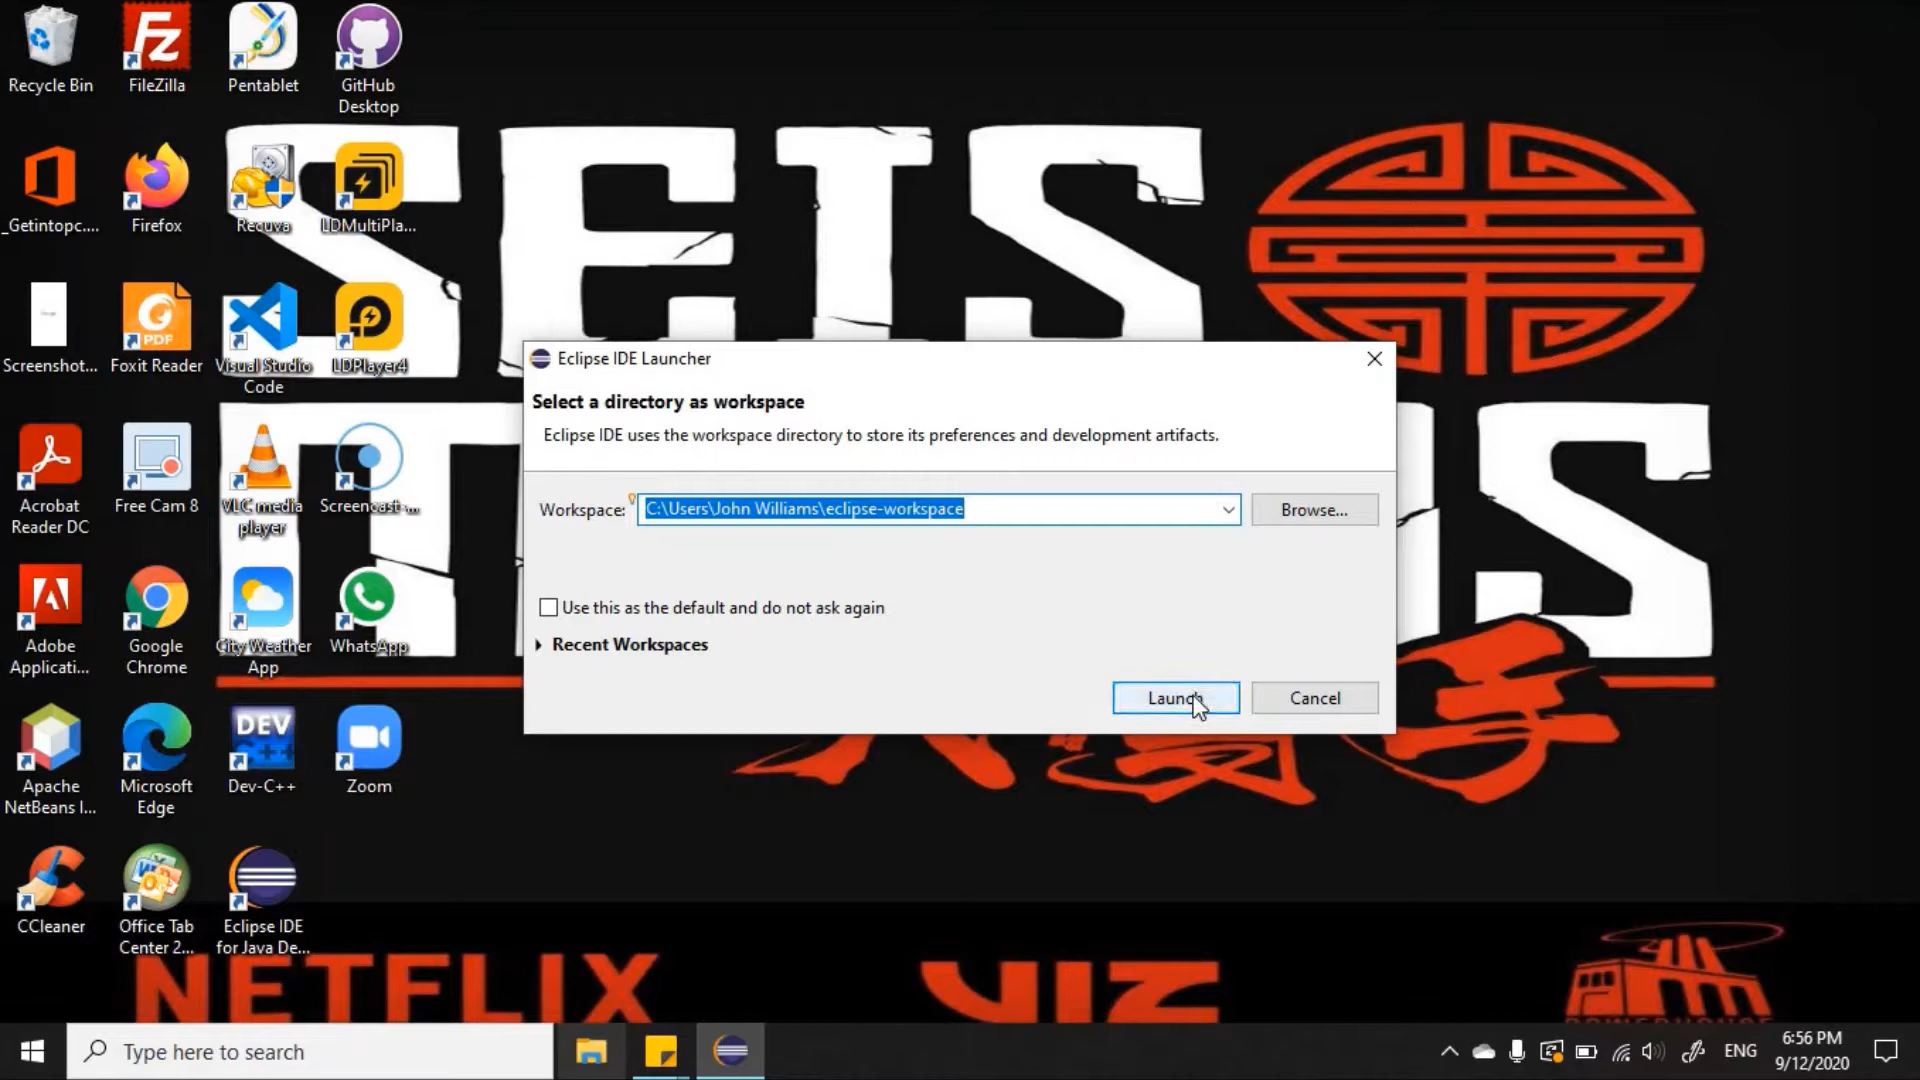 Recycle Bin
FileZilla
Pentablet
GitHub
Desktop
_Getintopc....
Firefox
Recuva
LDMultiPla...
Screenshot...
Foxit Reader
Visual Studio
Code
LDPlayer4
Acrobat
Reader DC
Free Cam 8
VLC media
player
Screencast-...
Adobe
Applicati...
Google
Chrome
City Weather
App
WhatsApp
Apache
NetBeans I...
Microsoft
Edge
DEV
C++
Dev-C++
Zoom
CCleaner
Office Tab
Center 2...
Eclipse IDE
for Java De...
SEIS
Eclipse IDE Launcher
Select a directory as workspace
Eclipse IDE uses the workspace directory to store its preferences and development artifacts.
Workspace:
C:\Users\John Williams\eclipse-workspace
Browse...
Use this as the default and do not ask again
Recent Workspaces
Launch
Cancel
NETFLIX
VIZ
Type here to search
ENG
6:56 PM
9/12/2020